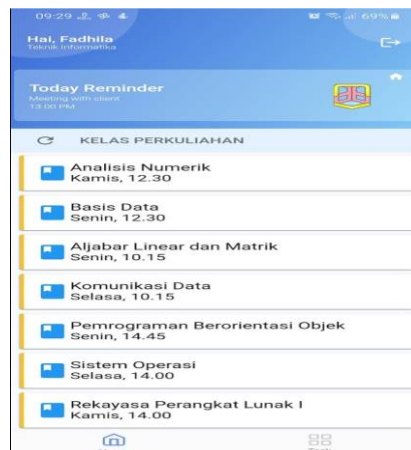 09:29
69%
Hai, Fadhila
Teknik Informatika
Today Reminder
Meeting with client
13.00 PM
KELAS PERKULIAHAN
Analisis Numerik
Kamis, 12.30
Basis Data
Senin, 12.30
Aljabar Linear dan Matrik
Senin, 10.15
Komunikasi Data
Selasa, 10.15
Pemrograman Berorientasi Objek
Senin, 14.45
Sistem Operasi
Selasa, 14.00
Rekayasa Perangkat Lunak I
Kamis, 14.00